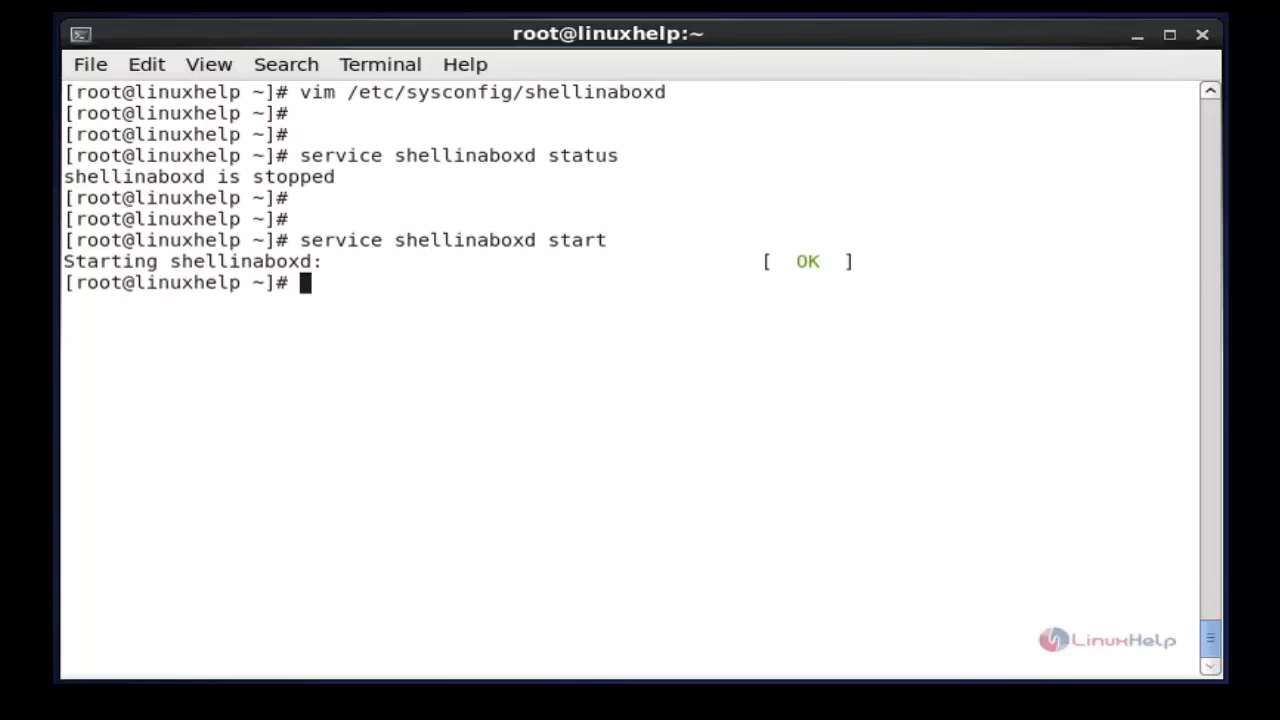 root@linuxhelp:~
File Edit View Search Terminal Help
[root@linuxhelp ~]# vim /etc/sysconfig/shellinaboxd
[root@linuxhelp ~]#
[root@linuxhelp ~]#
[root@linuxhelp ~]# service shellinaboxd status
shellinaboxd is stopped
[root@linuxhelp ~]#
[root@linuxhelp ~]#
[root@linuxhelp ~]# service shellinaboxd start
Starting shellinaboxd: [ OK ]
[root@linuxhelp ~]#
LinuxHelp